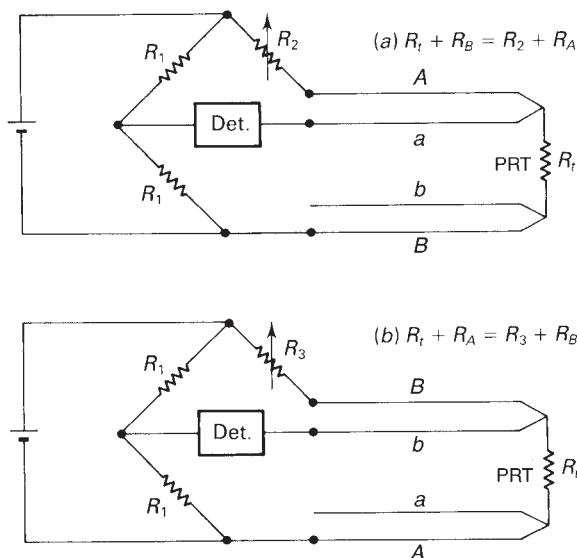 (a) Rt + RB = R2 + RA
R1
R2
A
Det.
a
PRT
Rt
b
R1
B
(b) Rt + RA = R3 + RB
R1
R3
B
Det.
b
PRT
Rt
a
R1
A